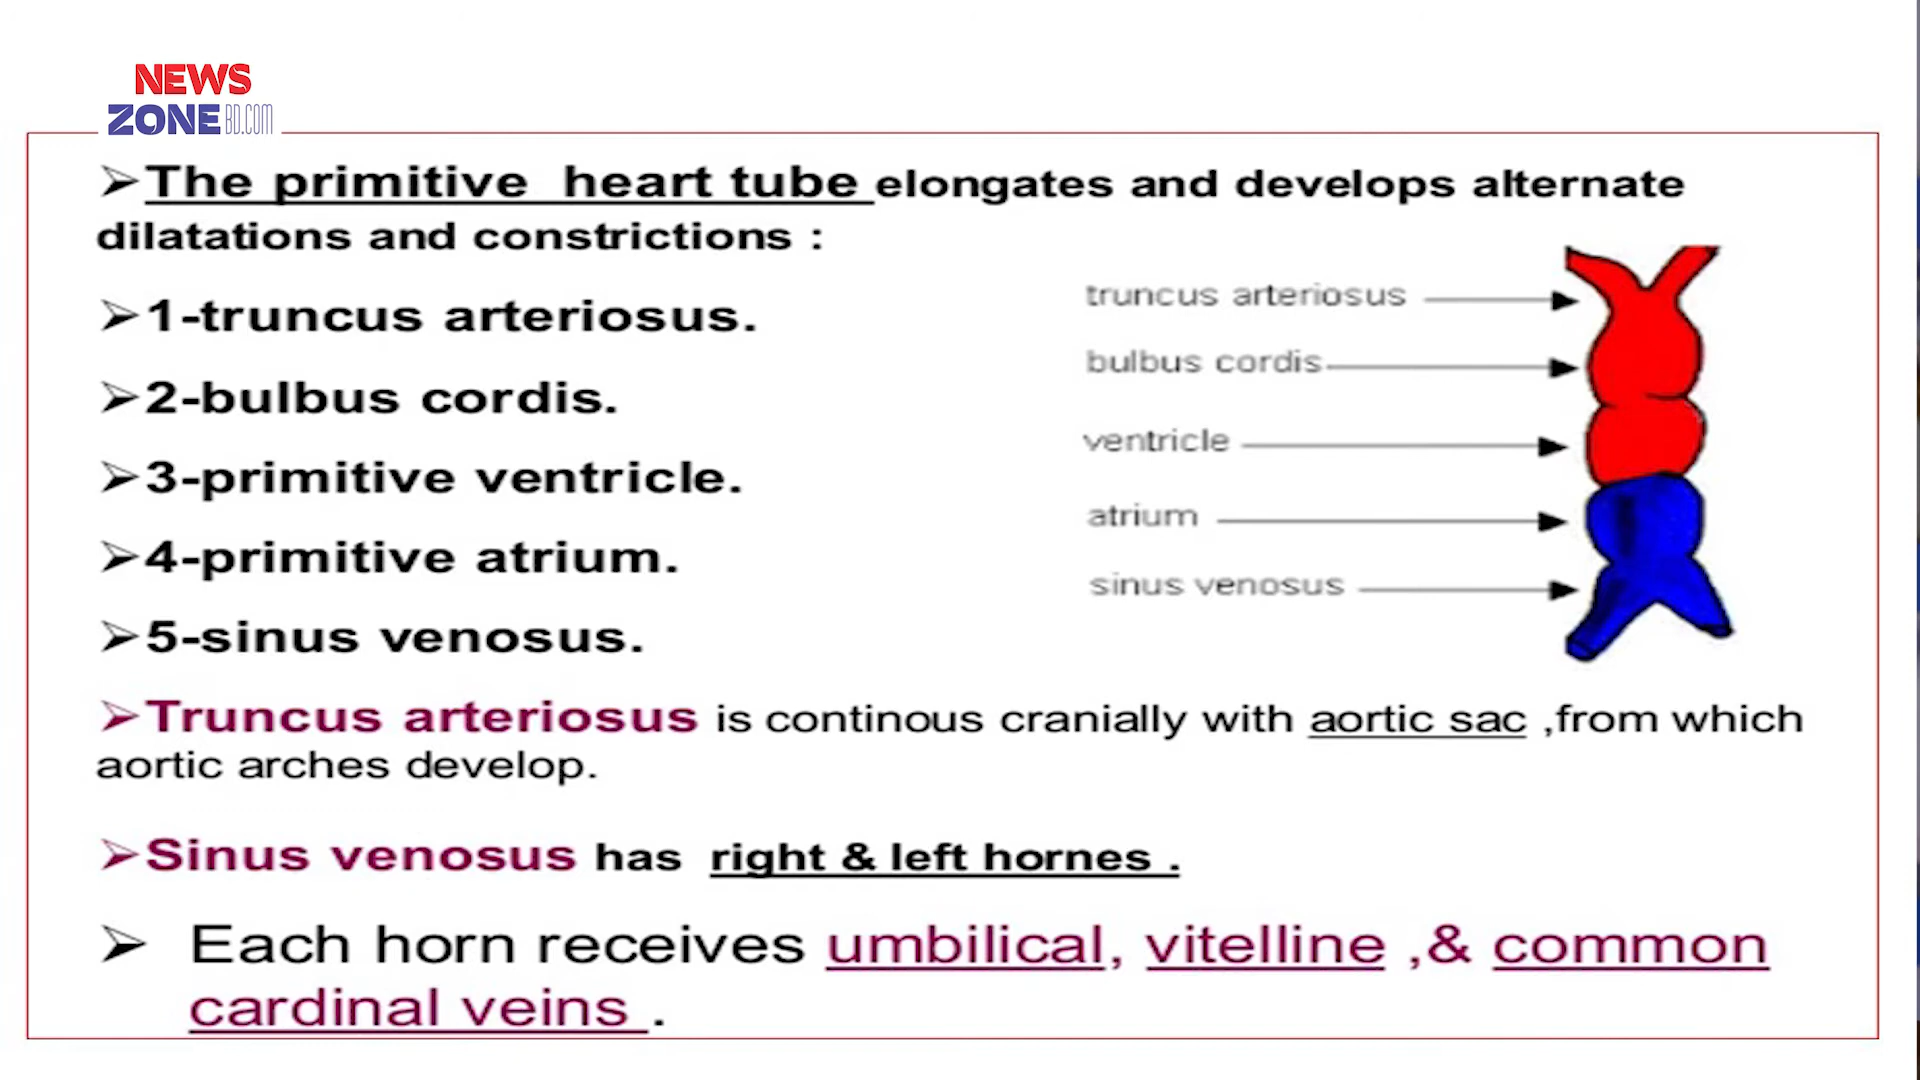 NEWS
ZONE BD.COM
➢The primitive heart tube elongates and develops alternate
dilatations and constrictions :
➢1-truncus arteriosus.
➢2-bulbus cordis.
➢3-primitive ventricle.
➢4-primitive atrium.
➢5-sinus venosus.
truncus arteriosus
bulbus cordis
ventricle
atrium
sinus venosus
➢Truncus arteriosus is continous cranially with aortic sac ,from which
aortic arches develop.
➢Sinus venosus has right & left hornes .
➢ Each horn receives umbilical, vitelline ,& common
cardinal veins .